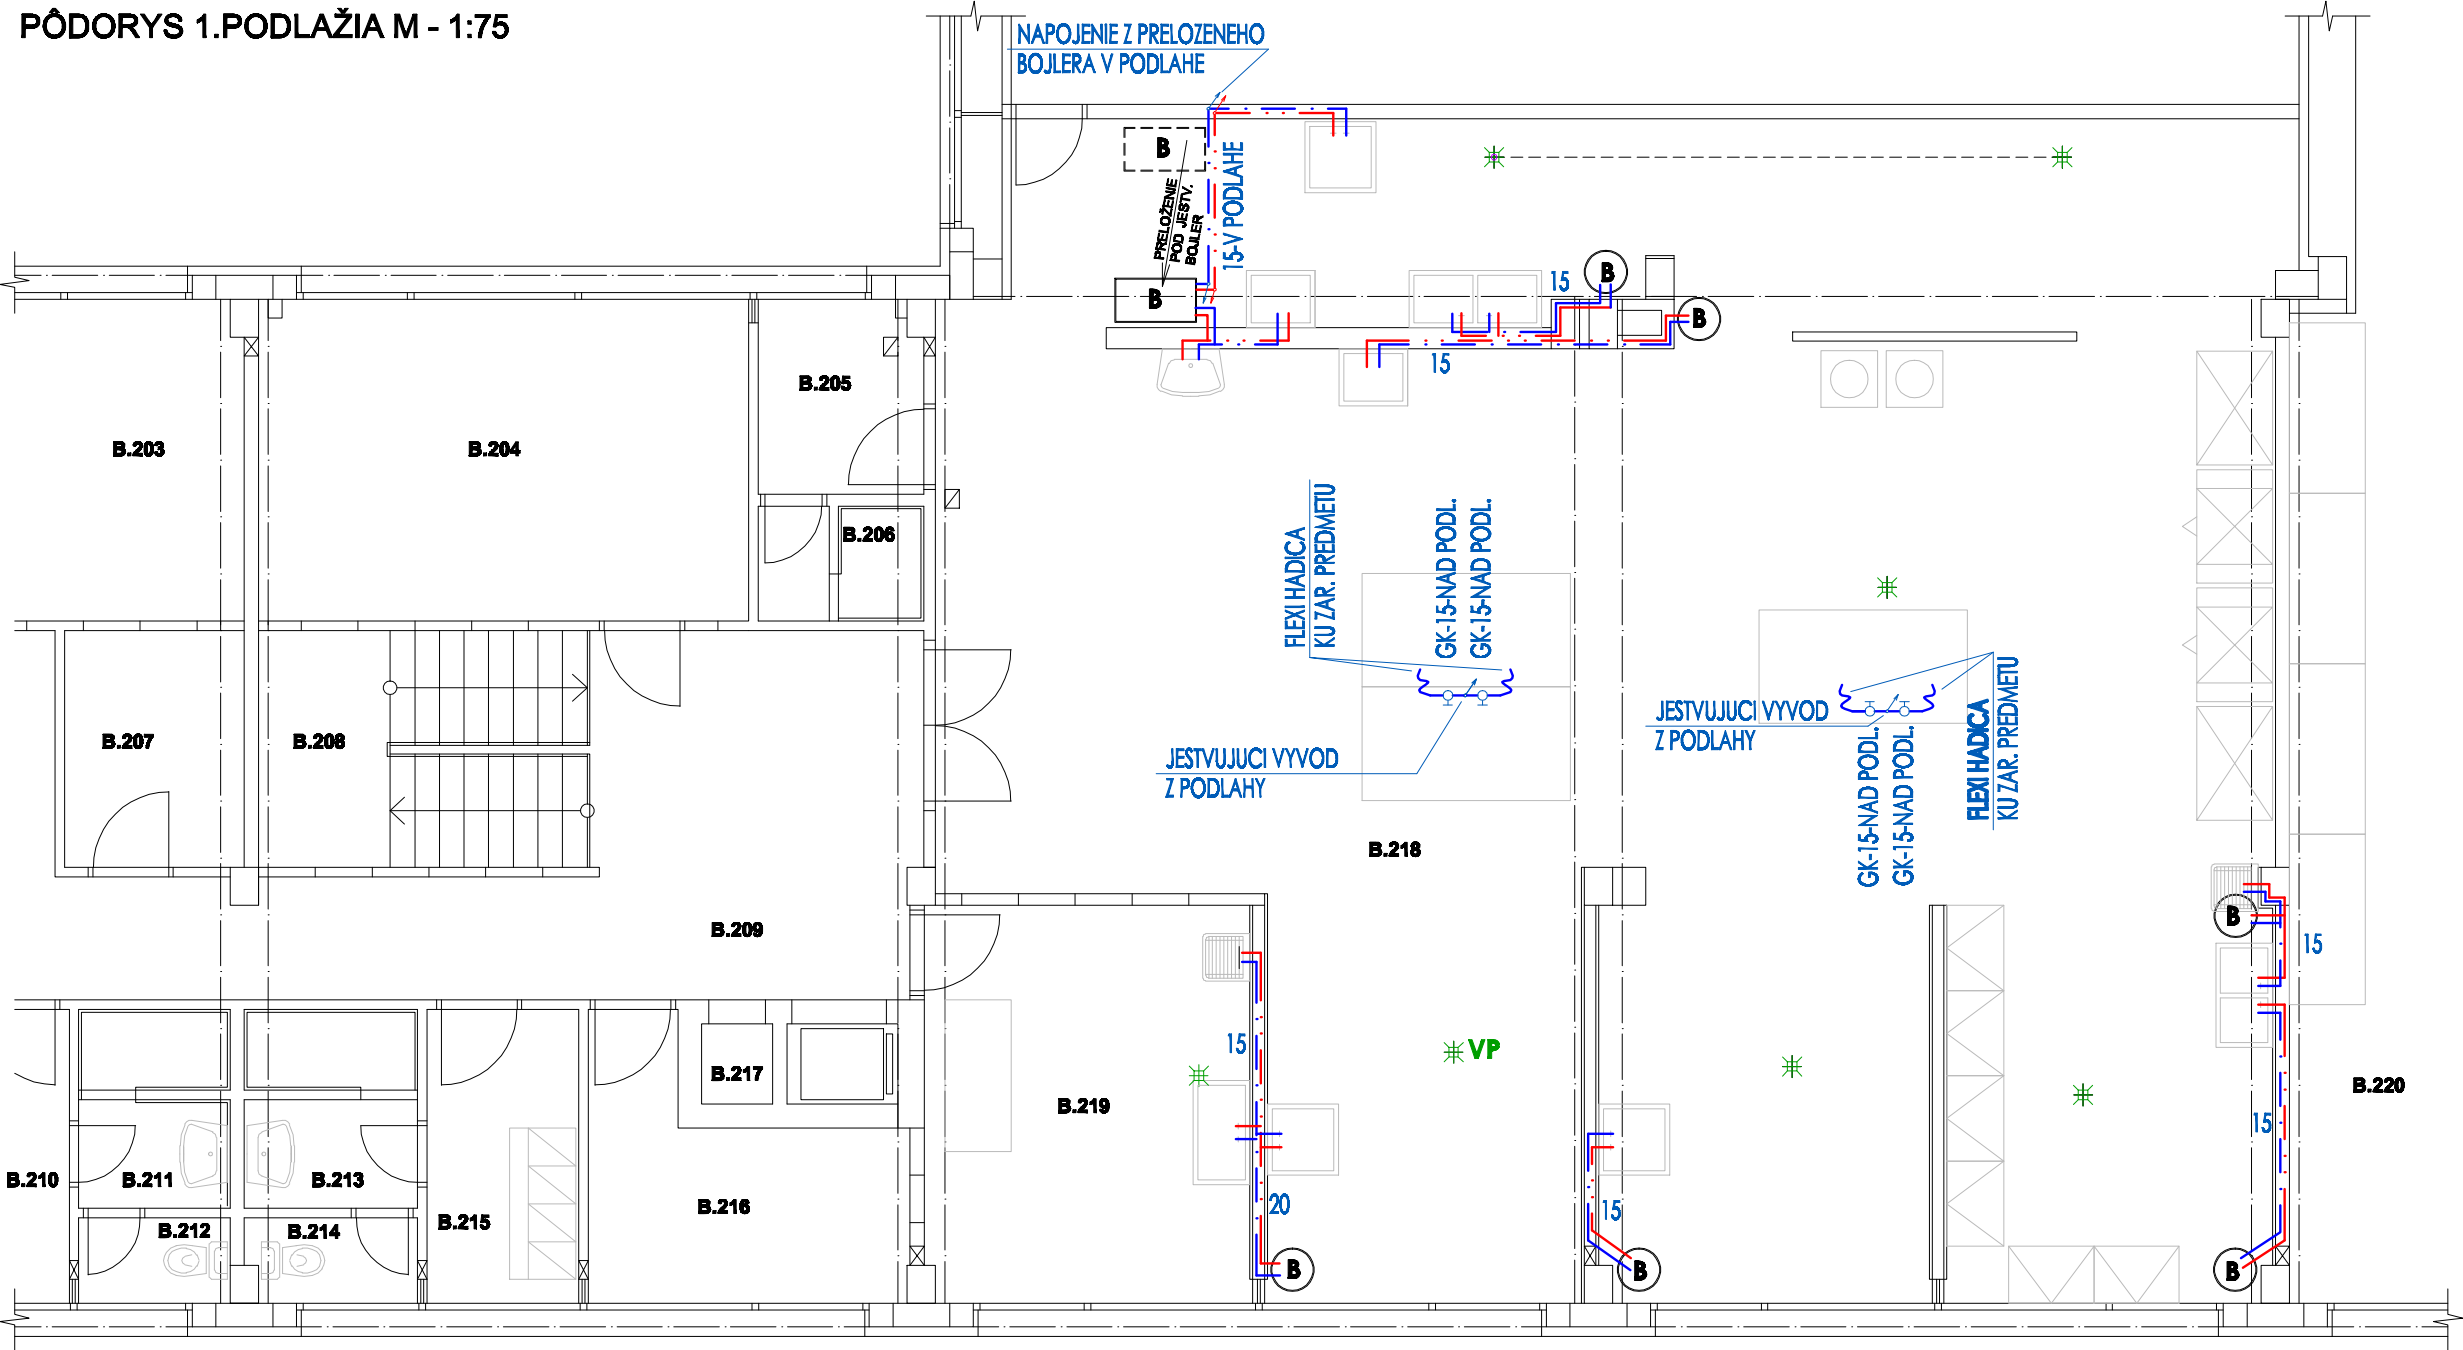 PÔDORYS 1.PODLAŽIA M - 1:75
NAPOJENIE Z PRELOZENEHO
BOJLERA V PODLAHE
B
PRELOŽENIE
POD JESTV.
BOJLER
15-V PODLAHE
B
15
B
B
15
B.203
B.204
B.205
B.206
FLEXI HADICA
KU ZAR. PREDMETU
GK-15-NAD PODL.
GK-15-NAD PODL.
JESTVUJUCI VYVOD
Z PODLAHY
JESTVUJUCI VYVOD
Z PODLAHY
GK-15-NAD PODL.
GK-15-NAD PODL.
FLEXI HADICA
KU ZAR. PREDMETU
B.207
B.208
B.218
B.209
B
15
15
VP
B.217
B.219
B.220
15
B.210
B.211
B.213
B.212
B.214
B.215
B.216
20
15
B
B
B